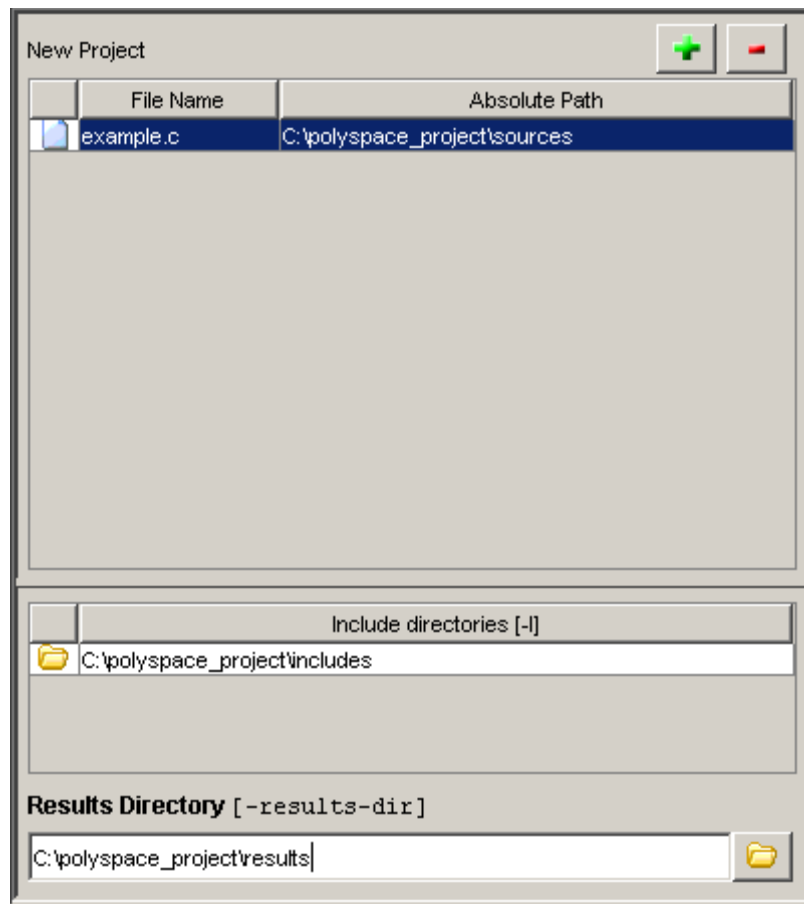 New Project
File Name Absolute Path
example.c C:\polyspace_project\sources
Include directories [-I]
C:\polyspace_project\includes
Results Directory [-results-dir]
C:\polyspace_project\results